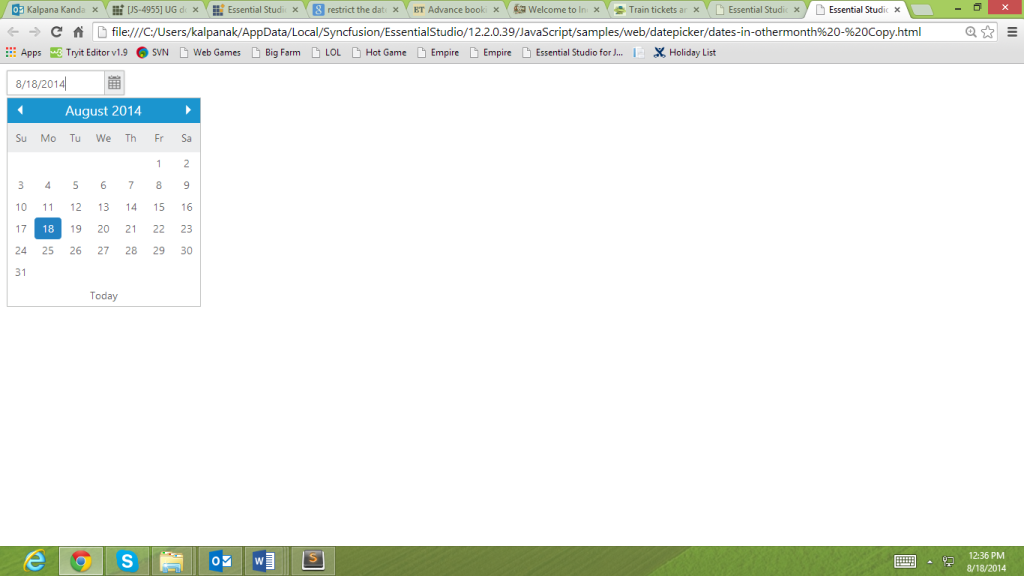 Kalpana Kanda
[JS-4955] UG d
Essential Studi
restrict the dat
Advance bookin
Welcome to In
Train tickets an
Essential Studio
Essential Studio
file:///C:/Users/kalpanak/AppData/Local/Syncfusion/EssentialStudio/12.2.0.39/JavaScript/samples/web/datepicker/dates-in-othermonth%20-%20Copy.html
Apps Tryit Editor v1.9 SVN Web Games Big Farm LOL Hot Game Empire Empire Essential Studio for J... Holiday List
8/18/2014
August 2014
Su Mo Tu We Th Fr Sa
1 2
3 4 5 6 7 8 9
10 11 12 13 14 15 16
17 18 19 20 21 22 23
24 25 26 27 28 29 30
31
Today
12:36 PM
8/18/2014